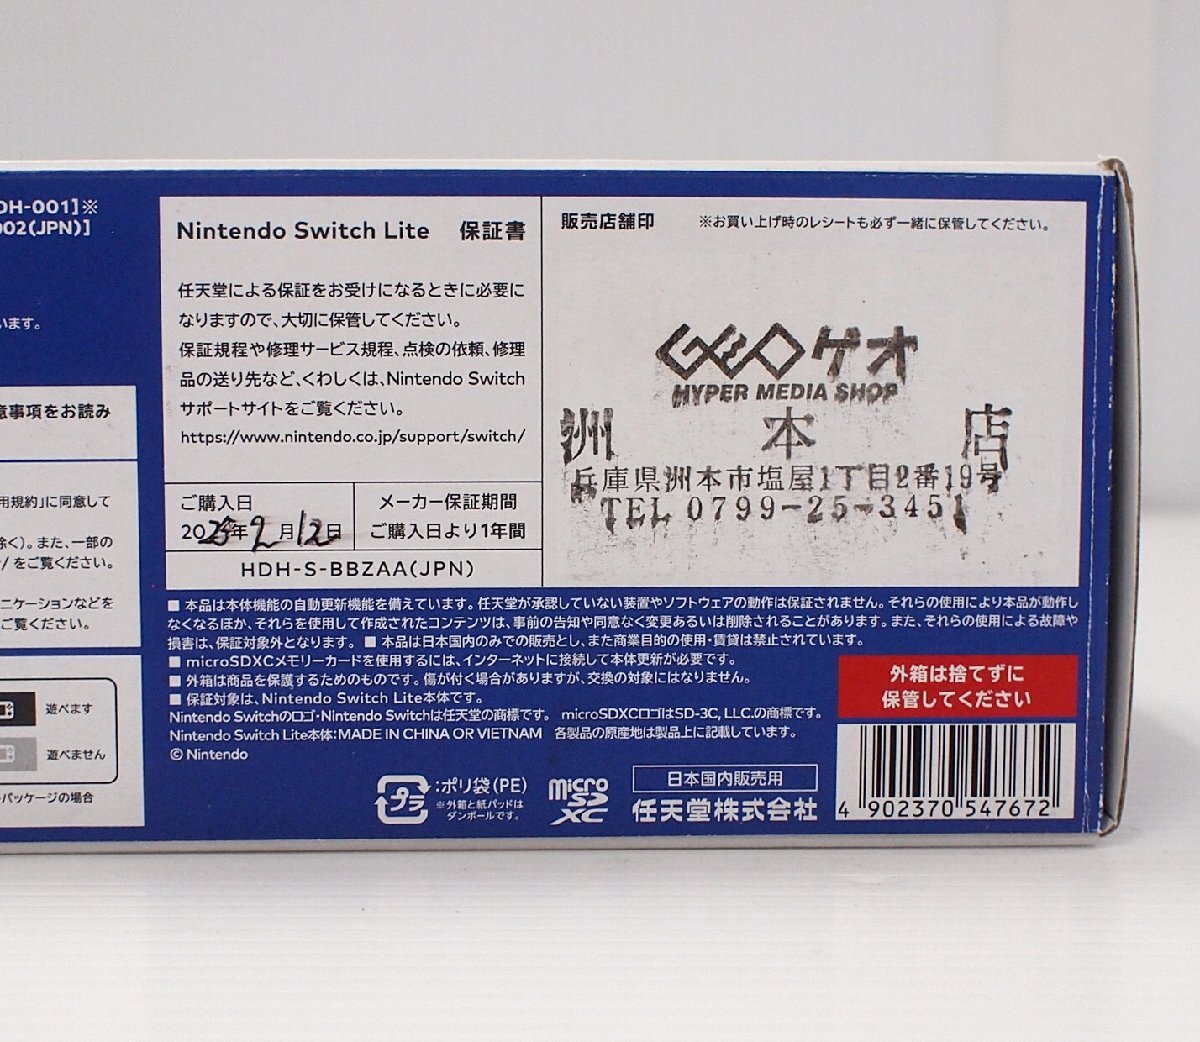 DH-001]※
002(JPN)]
います。
意事項をお読み
用規約」に同意して
除く）。また、一部の
/ をご覧ください。
ニケーションなどを
ご覧ください。
遊べます
遊べません
パッケージの場合
Nintendo Switch Lite 保証書
任天堂による保証をお受けになるときに必要に
なりますので、大切に保管してください。
保証規程や修理サービス規程、点検の依頼、修理
品の送り先など、くわしくは、Nintendo Switch
サポートサイトをご覧ください。
https://www.nintendo.co.jp/support/switch/
ご購入日
2023年2月12日
メーカー保証期間
ご購入日より1年間
HDH-S-BBZAA(JPN)
販売店舗印 ※お買い上げ時のレシートも必ず一緒に保管してください。
GEOゲオ
HYPER MEDIA SHOP
洲本店
兵庫県洲本市塩屋1丁目2番19号
TEL 0799-25-3451
■ 本品は本体機能の自動更新機能を備えています。任天堂が承認していない装置やソフトウェアの動作は保証されません。それらの使用により本品が動作し
なくなるほか、それらを使用して作成されたコンテンツは、事前の告知や同意なく変更あるいは削除されることがあります。また、それらの使用による故障や
損害は、保証対象外となります。 ■ 本品は日本国内のみでの販売とし、また商業目的の使用・賃貸は禁止されています。
■ microSDXCメモリーカードを使用するには、インターネットに接続して本体更新が必要です。
■ 外箱は商品を保護するためのものです。傷が付く場合がありますが、交換の対象にはなりません。
■ 保証対象は、Nintendo Switch Lite本体です。
Nintendo Switchのロゴ・Nintendo Switchは任天堂の商標です。 microSDXCロゴはSD-3C, LLC.の商標です。
Nintendo Switch Lite本体：MADE IN CHINA OR VIETNAM 各製品の原産地は製品上に記載しています。
© Nintendo
外箱は捨てずに
保管してください
プラ
：ポリ袋(PE)
※外箱と紙パッドは
ダンボールです。
micro
SD
XC
日本国内販売用
任天堂株式会社
4 902370 547672